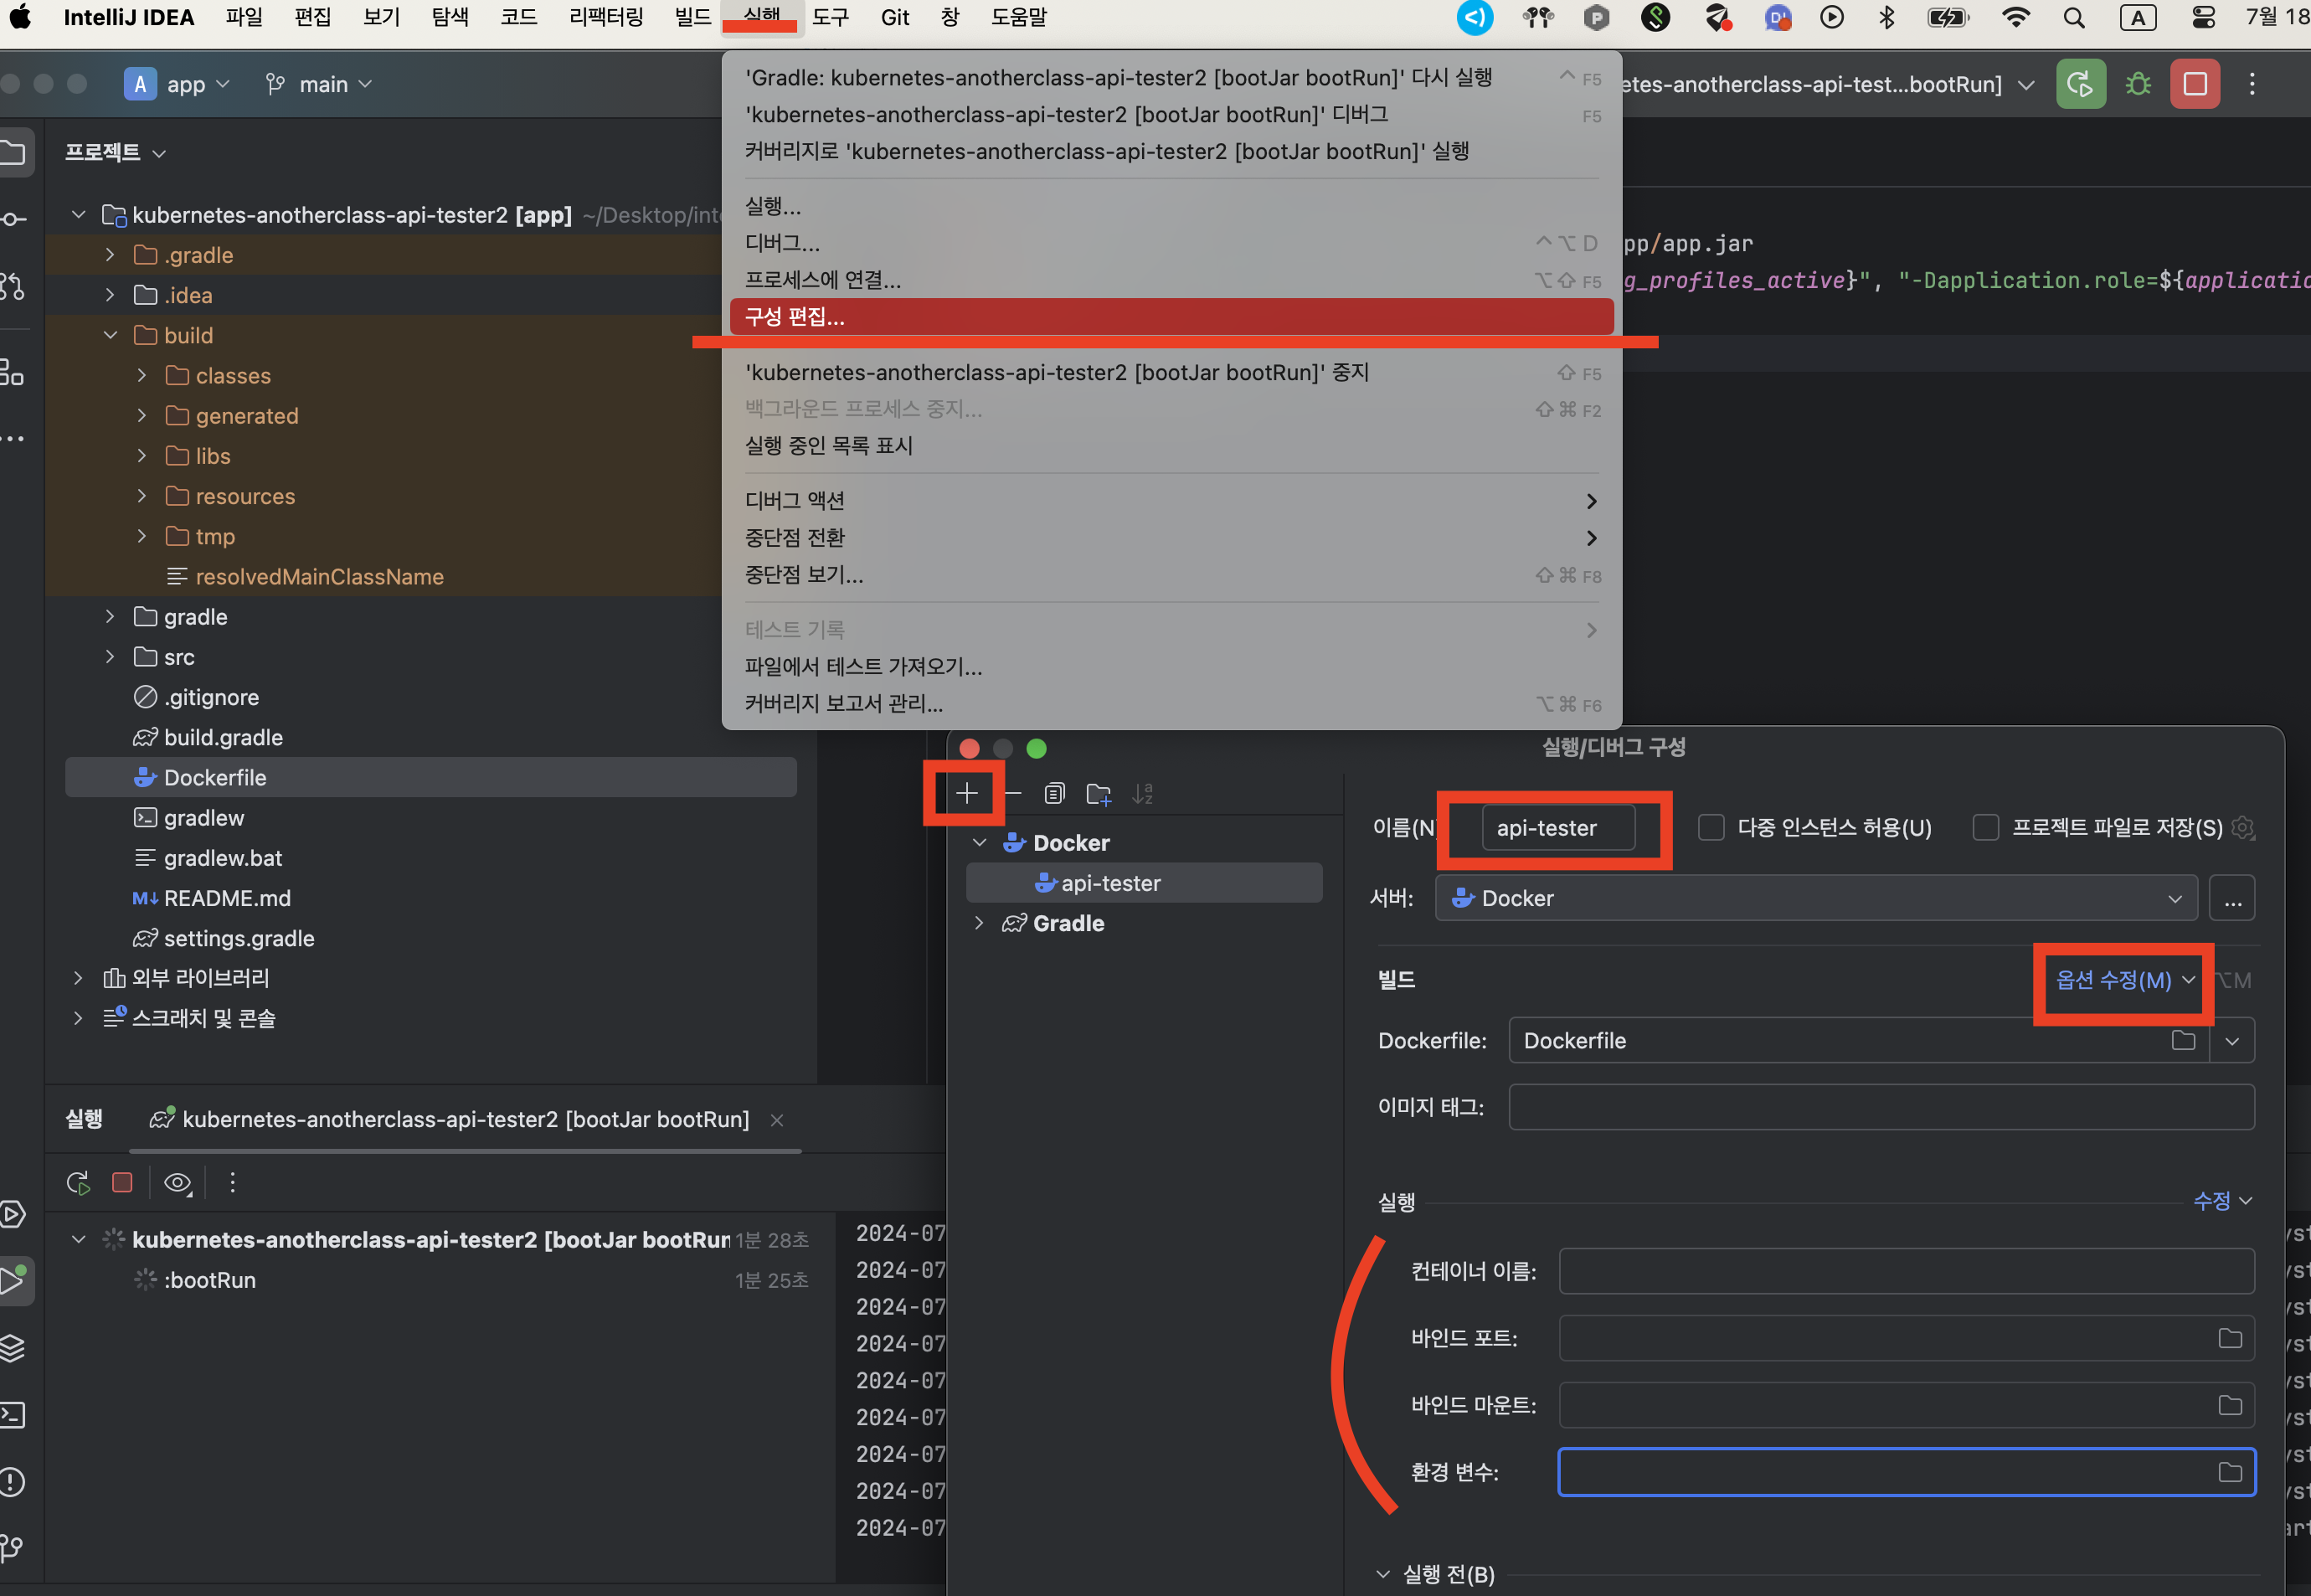 IntelliJ IDEA 파일 편집 보기 탐색 코드 리팩터링 빌드 실행 도구 Git 창 도움말 A 7월 18
A app main
etes-anotherclass-api-test...bootRun]
프로젝트
kubernetes-anotherclass-api-tester2 [app] ~/Desktop/inte
.gradle
.idea
build
classes
generated
libs
resources
tmp
resolvedMainClassName
gradle
src
.gitignore
build.gradle
Dockerfile
gradlew
gradlew.bat
README.md
settings.gradle
외부 라이브러리
스크래치 및 콘솔
'Gradle: kubernetes-anotherclass-api-tester2 [bootJar bootRun]' 다시 실행 ^ F5
'kubernetes-anotherclass-api-tester2 [bootJar bootRun]' 디버그 F5
커버리지로 'kubernetes-anotherclass-api-tester2 [bootJar bootRun]' 실행
실행...
디버그... ^ ⌥ D
프로세스에 연결... ⌥ ⇧ F5
구성 편집...
'kubernetes-anotherclass-api-tester2 [bootJar bootRun]' 중지 ⇧ F5
백그라운드 프로세스 중지... ⇧ ⌘ F2
실행 중인 목록 표시
디버그 액션
중단점 전환
중단점 보기... ⇧ ⌘ F8
테스트 기록
파일에서 테스트 가져오기...
커버리지 보고서 관리... ⌥ ⌘ F6
pp/app.jar
g_profiles_active}", "-Dapplication.role=${applicatio
실행/디버그 구성
Docker
api-tester
Gradle
이름(N) api-tester 다중 인스턴스 허용(U) 프로젝트 파일로 저장(S)
서버: Docker ...
빌드 옵션 수정(M) ⌥M
Dockerfile: Dockerfile
이미지 태그:
실행 수정
컨테이너 이름:
바인드 포트:
바인드 마운트:
환경 변수:
실행 전(B)
실행 kubernetes-anotherclass-api-tester2 [bootJar bootRun]
kubernetes-anotherclass-api-tester2 [bootJar bootRun 1분 28초
:bootRun 1분 25초
2024-07
2024-07
2024-07
2024-07
2024-07
2024-07
2024-07
2024-07
2024-07